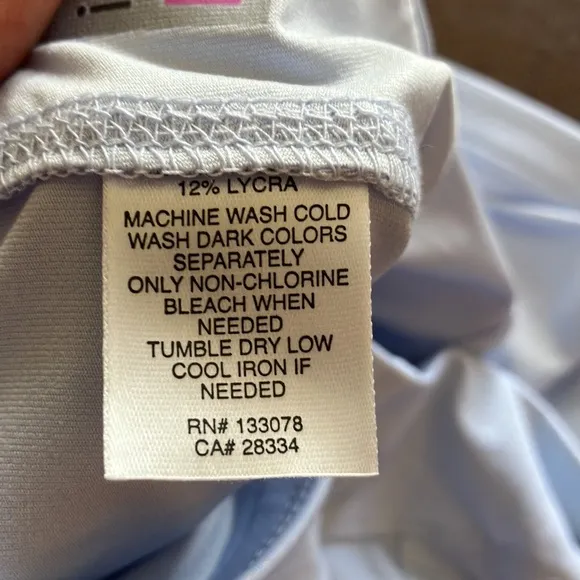 12% LYCRA
MACHINE WASH COLD
WASH DARK COLORS
SEPARATELY
ONLY NON-CHLORINE
BLEACH WHEN
NEEDED
TUMBLE DRY LOW
COOL IRON IF
NEEDED
RN# 133078
CA# 28334